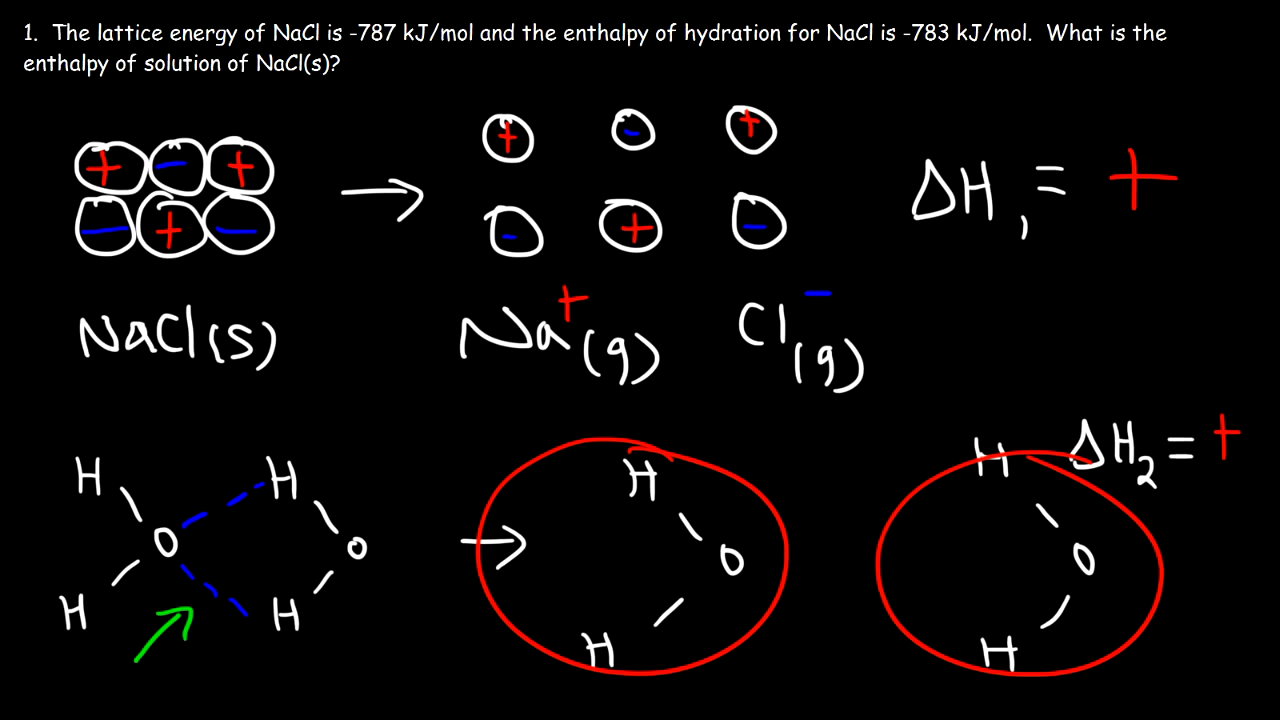 1. The lattice energy of NaCl is -787 kJ/mol and the enthalpy of hydration for NaCl is -783 kJ/mol. What is the
enthalpy of solution of NaCl(s)?
+ - + → + - + ΔH₁ = +
- + - - + -
NaCl(s) Na⁺(g) Cl⁻(g)
ΔH₂ = +
H H H H
O O → O O
H H H H